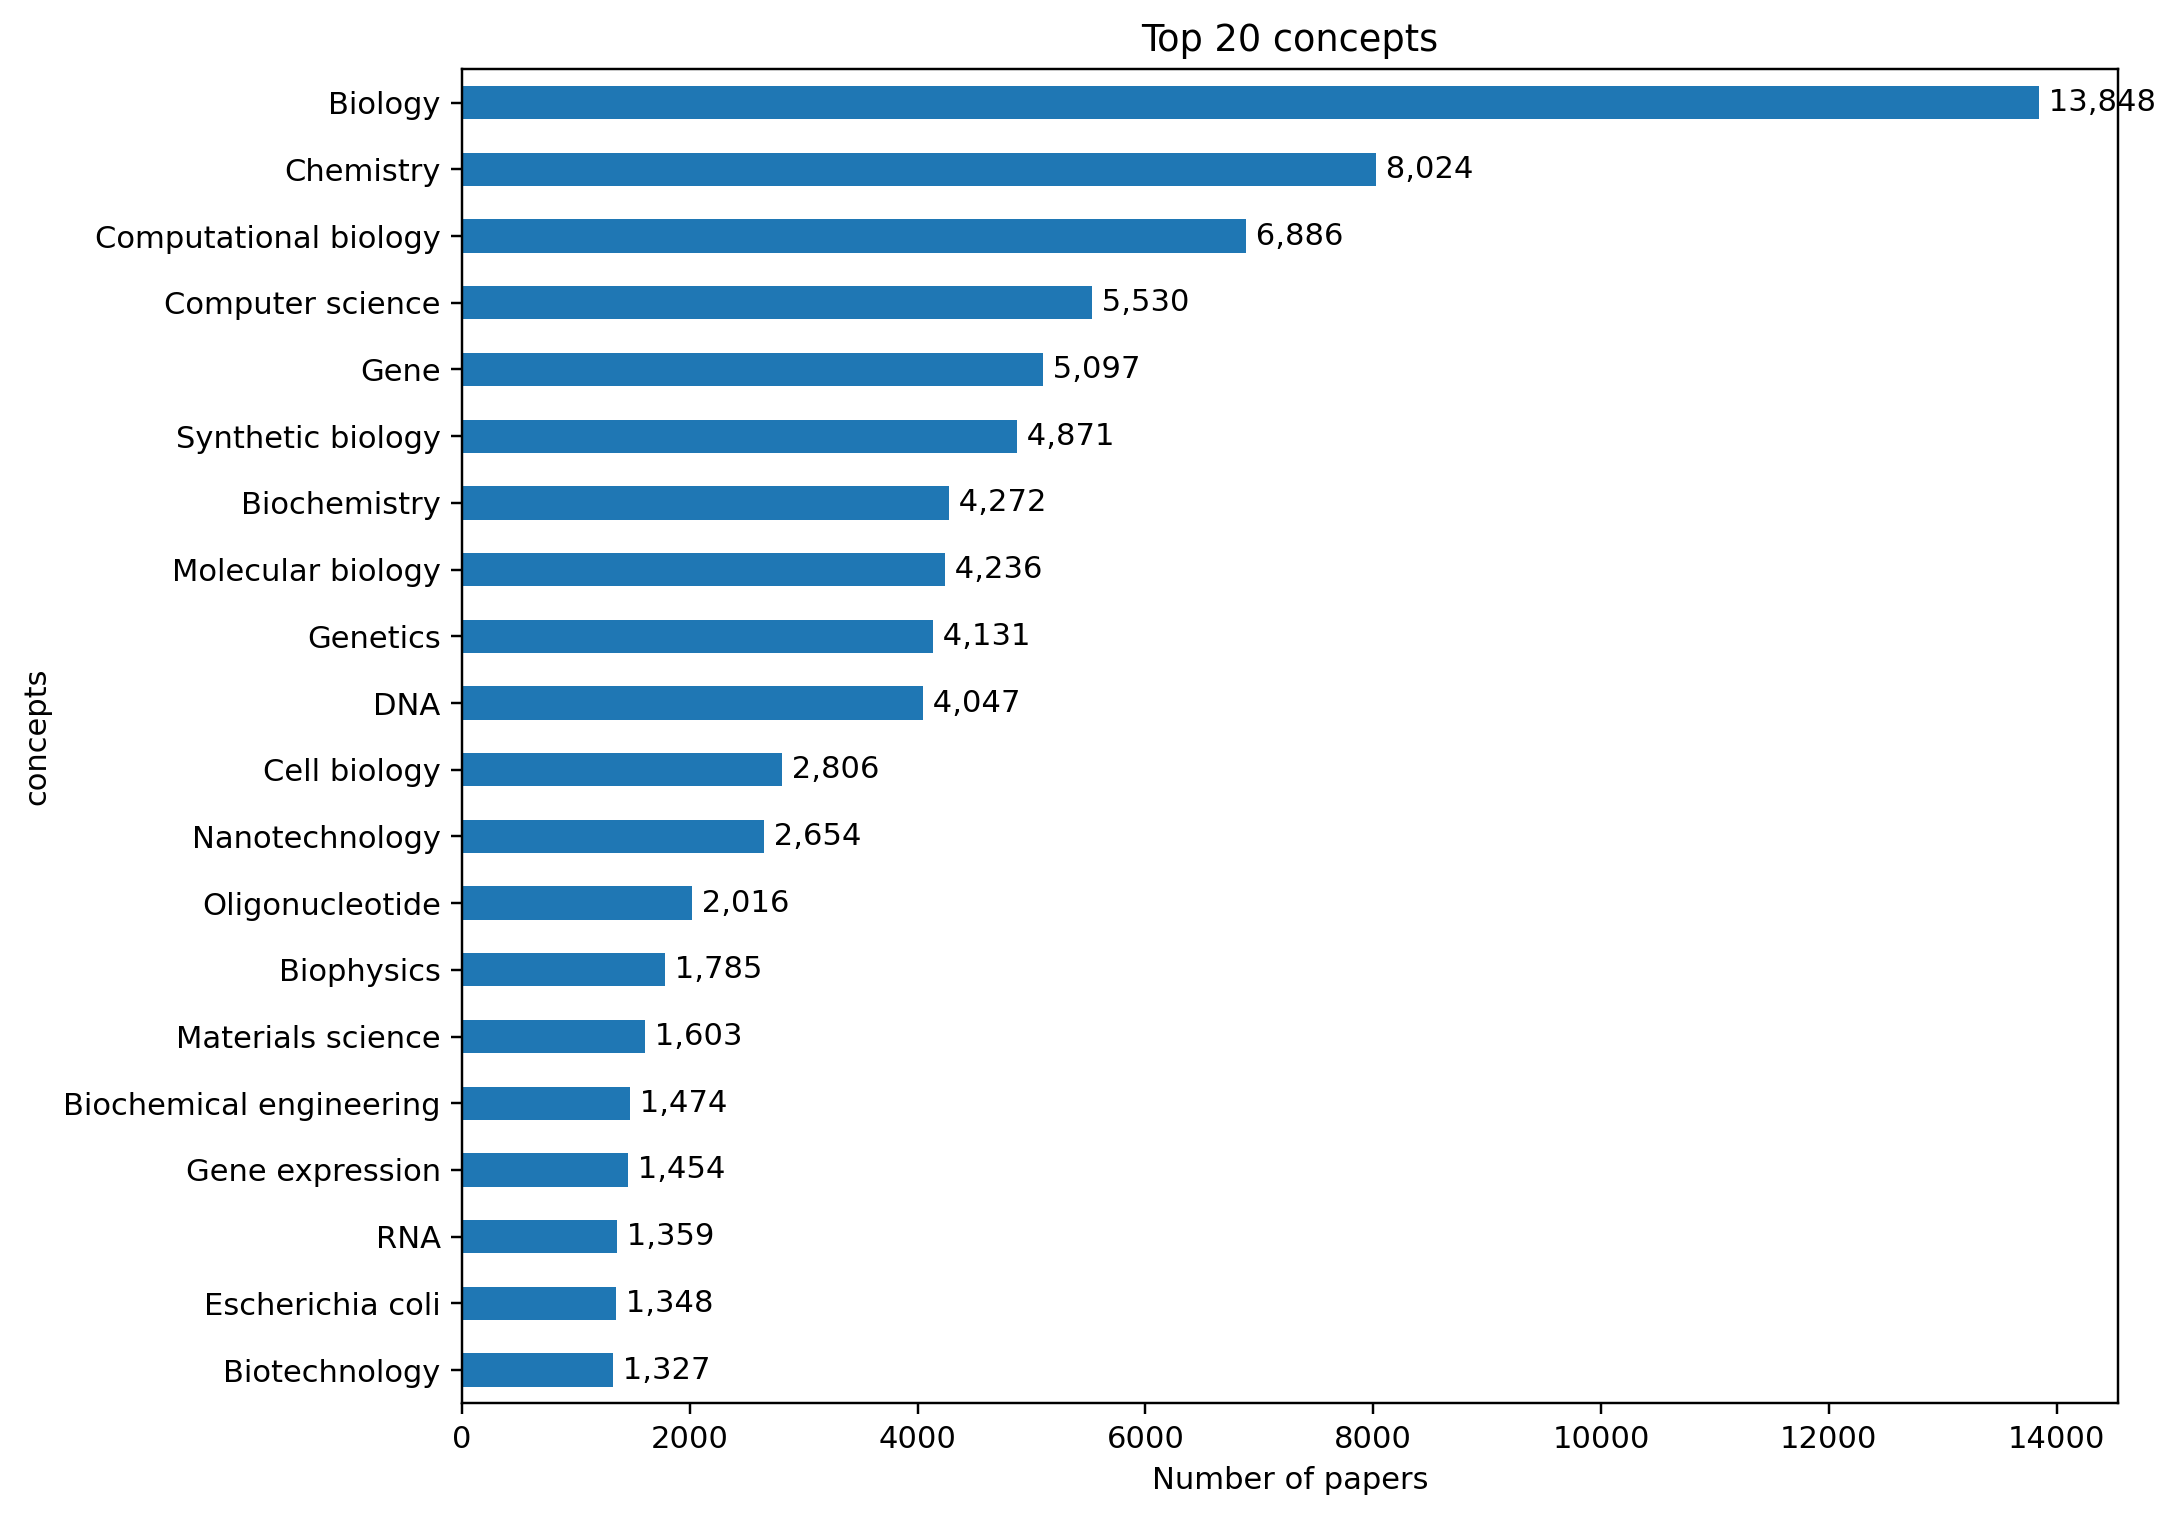 Top 20 concepts
Biology 13,848
Chemistry 8,024
Computational biology 6,886
Computer science 5,530
Gene 5,097
Synthetic biology 4,871
Biochemistry 4,272
Molecular biology 4,236
Genetics 4,131
DNA 4,047
Cell biology 2,806
Nanotechnology 2,654
Oligonucleotide 2,016
Biophysics 1,785
Materials science 1,603
Biochemical engineering 1,474
Gene expression 1,454
RNA 1,359
Escherichia coli 1,348
Biotechnology 1,327
concepts
0 2000 4000 6000 8000 10000 12000 14000
Number of papers